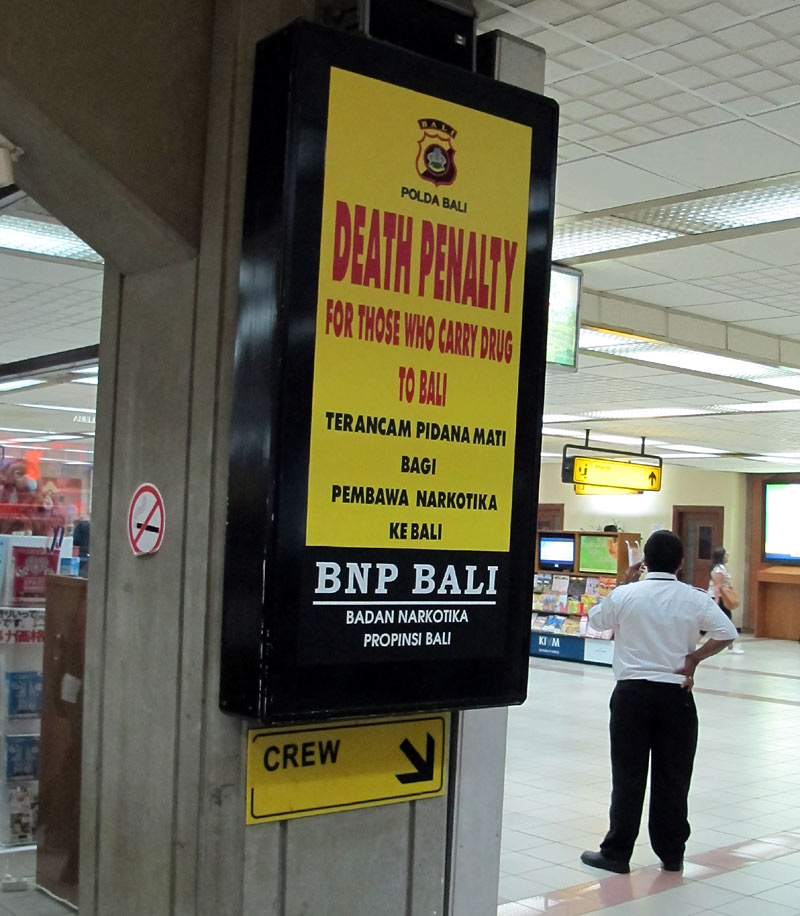 BALI
POLDA BALI
DEATH PENALTY
FOR THOSE WHO CARRY DRUG
TO BALI
TERANCAM PIDANA MATI
BAGI
PEMBAWA NARKOTIKA
KE BALI
BNP BALI
BADAN NARKOTIKA
PROPINSI BALI
CREW